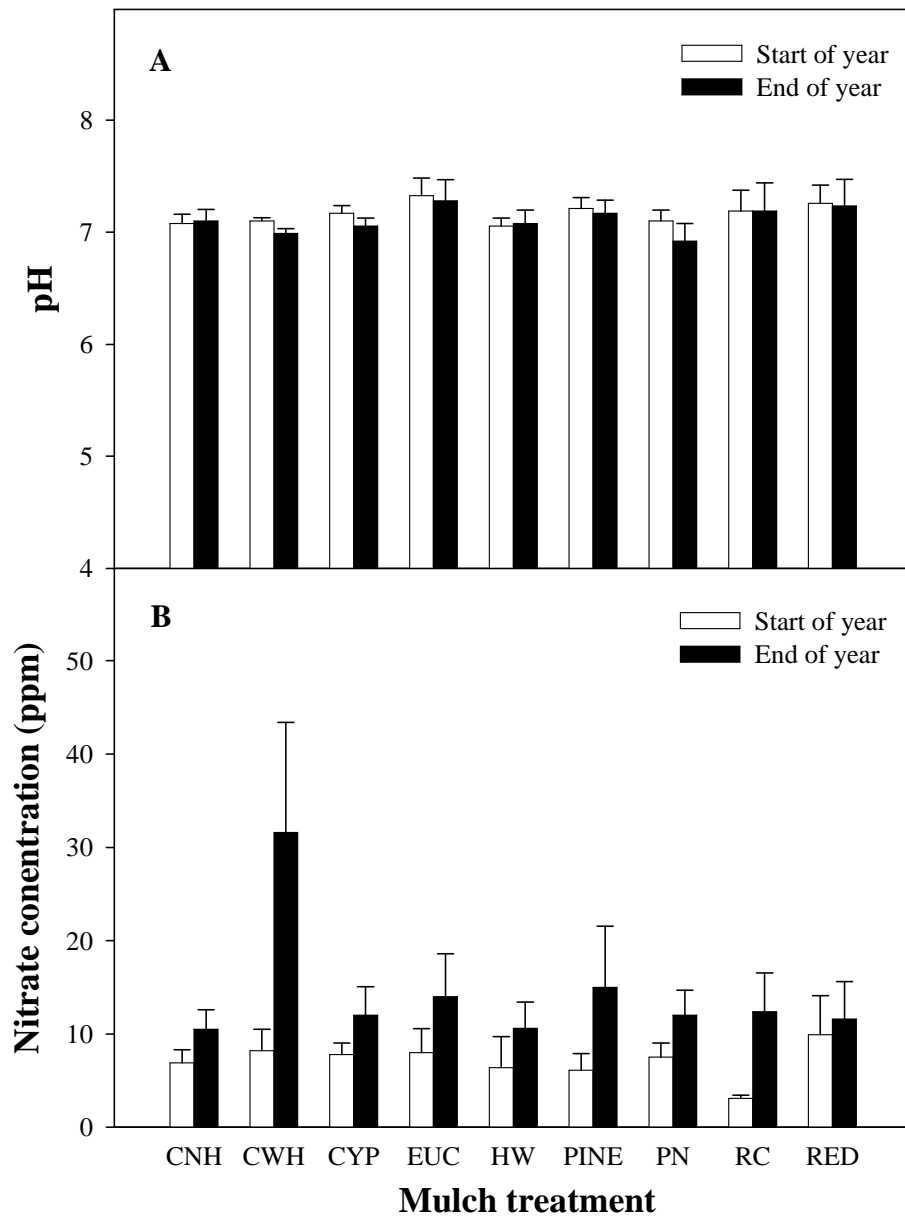 A
Start of year
End of year
8
7
6
5
4
pH
B
Start of year
End of year
50
40
30
20
10
0
Nitrate conentration (ppm)
CNH CWH CYP EUC HW PINE PN RC RED
Mulch treatment